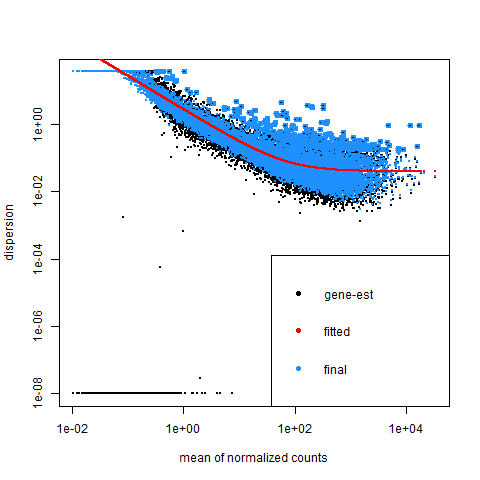 dispersion
1e+00
1e-02
1e-04
1e-06
1e-08
gene-est
fitted
final
1e-02
1e+00
1e+02
1e+04
mean of normalized counts